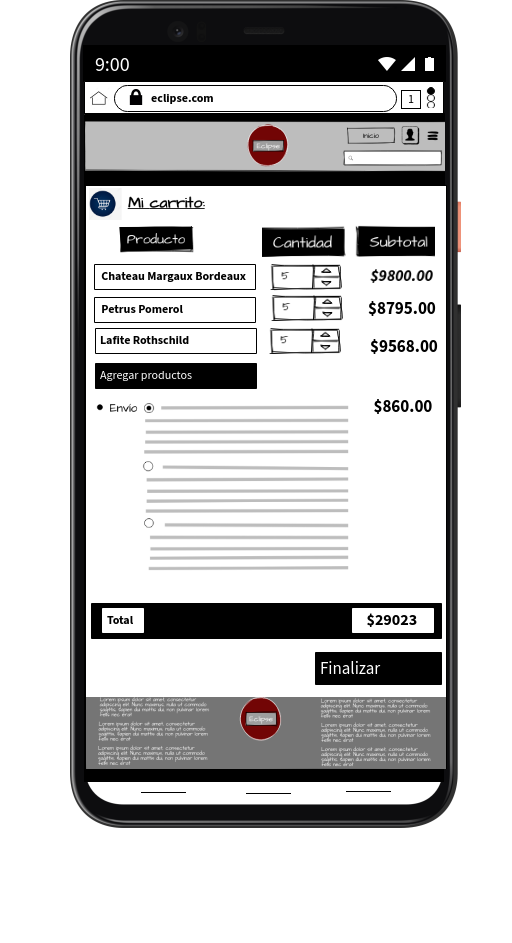 9:00
eclipse.com
1
Eclipse
Inicio
Mi carrito:
Producto
Cantidad
Subtotal
Chateau Margaux Bordeaux
5
$9800.00
Petrus Pomerol
5
$8795.00
Lafite Rothschild
5
$9568.00
Agregar productos
Envio
$860.00
Total
$29023
Finalizar
Lorem ipsum dolor sit amet, consectetur
adipiscing elit. Nunc maximus, nulla ut commodo
sagittis, sapien dui mattis dui, non pulvinar lorem
felis nec erat
Lorem ipsum dolor sit amet, consectetur
adipiscing elit. Nunc maximus, nulla ut commodo
sagittis, sapien dui mattis dui, non pulvinar lorem
felis nec erat
Lorem ipsum dolor sit amet, consectetur
adipiscing elit. Nunc maximus, nulla ut commodo
sagittis, sapien dui mattis dui, non pulvinar lorem
felis nec erat
Eclipse
Lorem ipsum dolor sit amet, consectetur
adipiscing elit. Nunc maximus, nulla ut commodo
sagittis, sapien dui mattis dui, non pulvinar lorem
felis nec erat
Lorem ipsum dolor sit amet, consectetur
adipiscing elit. Nunc maximus, nulla ut commodo
sagittis, sapien dui mattis dui, non pulvinar lorem
felis nec erat
Lorem ipsum dolor sit amet, consectetur
adipiscing elit. Nunc maximus, nulla ut commodo
sagittis, sapien dui mattis dui, non pulvinar lorem
felis nec erat